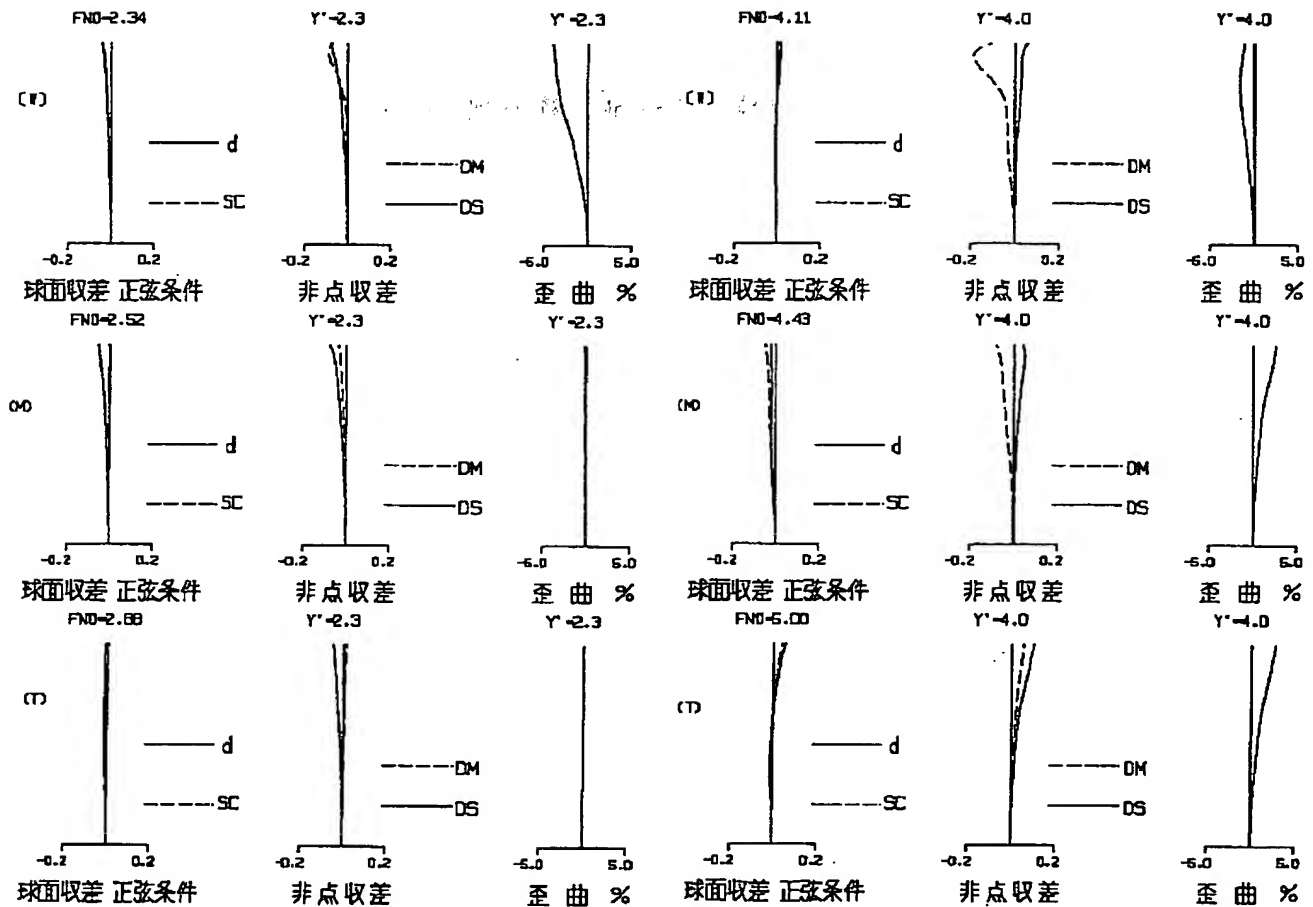 FNO=2.34 Y'=2.3 Y'=2.3 FNO=4.11 Y'=4.0 Y'=4.0
(W) (W)
d d
DM DM
SC SC
DS DS
-0.2 0.2 -0.2 0.2 -5.0 5.0 -0.2 0.2 -0.2 0.2 -5.0 5.0
球面収差 正弦条件 非点収差 歪曲 % 球面収差 正弦条件 非点収差 歪曲 %
FNO=2.52 Y'=2.3 Y'=2.3 FNO=4.43 Y'=4.0 Y'=4.0
(M) (M)
d d
DM DM
SC SC
DS DS
-0.2 0.2 -0.2 0.2 -5.0 5.0 -0.2 0.2 -0.2 0.2 -5.0 5.0
球面収差 正弦条件 非点収差 歪曲 % 球面収差 正弦条件 非点収差 歪曲 %
FNO=2.88 Y'=2.3 Y'=2.3 FNO=5.00 Y'=4.0 Y'=4.0
(T) (T)
d d
DM DM
SC SC
DS DS
-0.2 0.2 -0.2 0.2 -5.0 5.0 -0.2 0.2 -0.2 0.2 -5.0 5.0
球面収差 正弦条件 非点収差 歪曲 % 球面収差 正弦条件 非点収差 歪曲 %